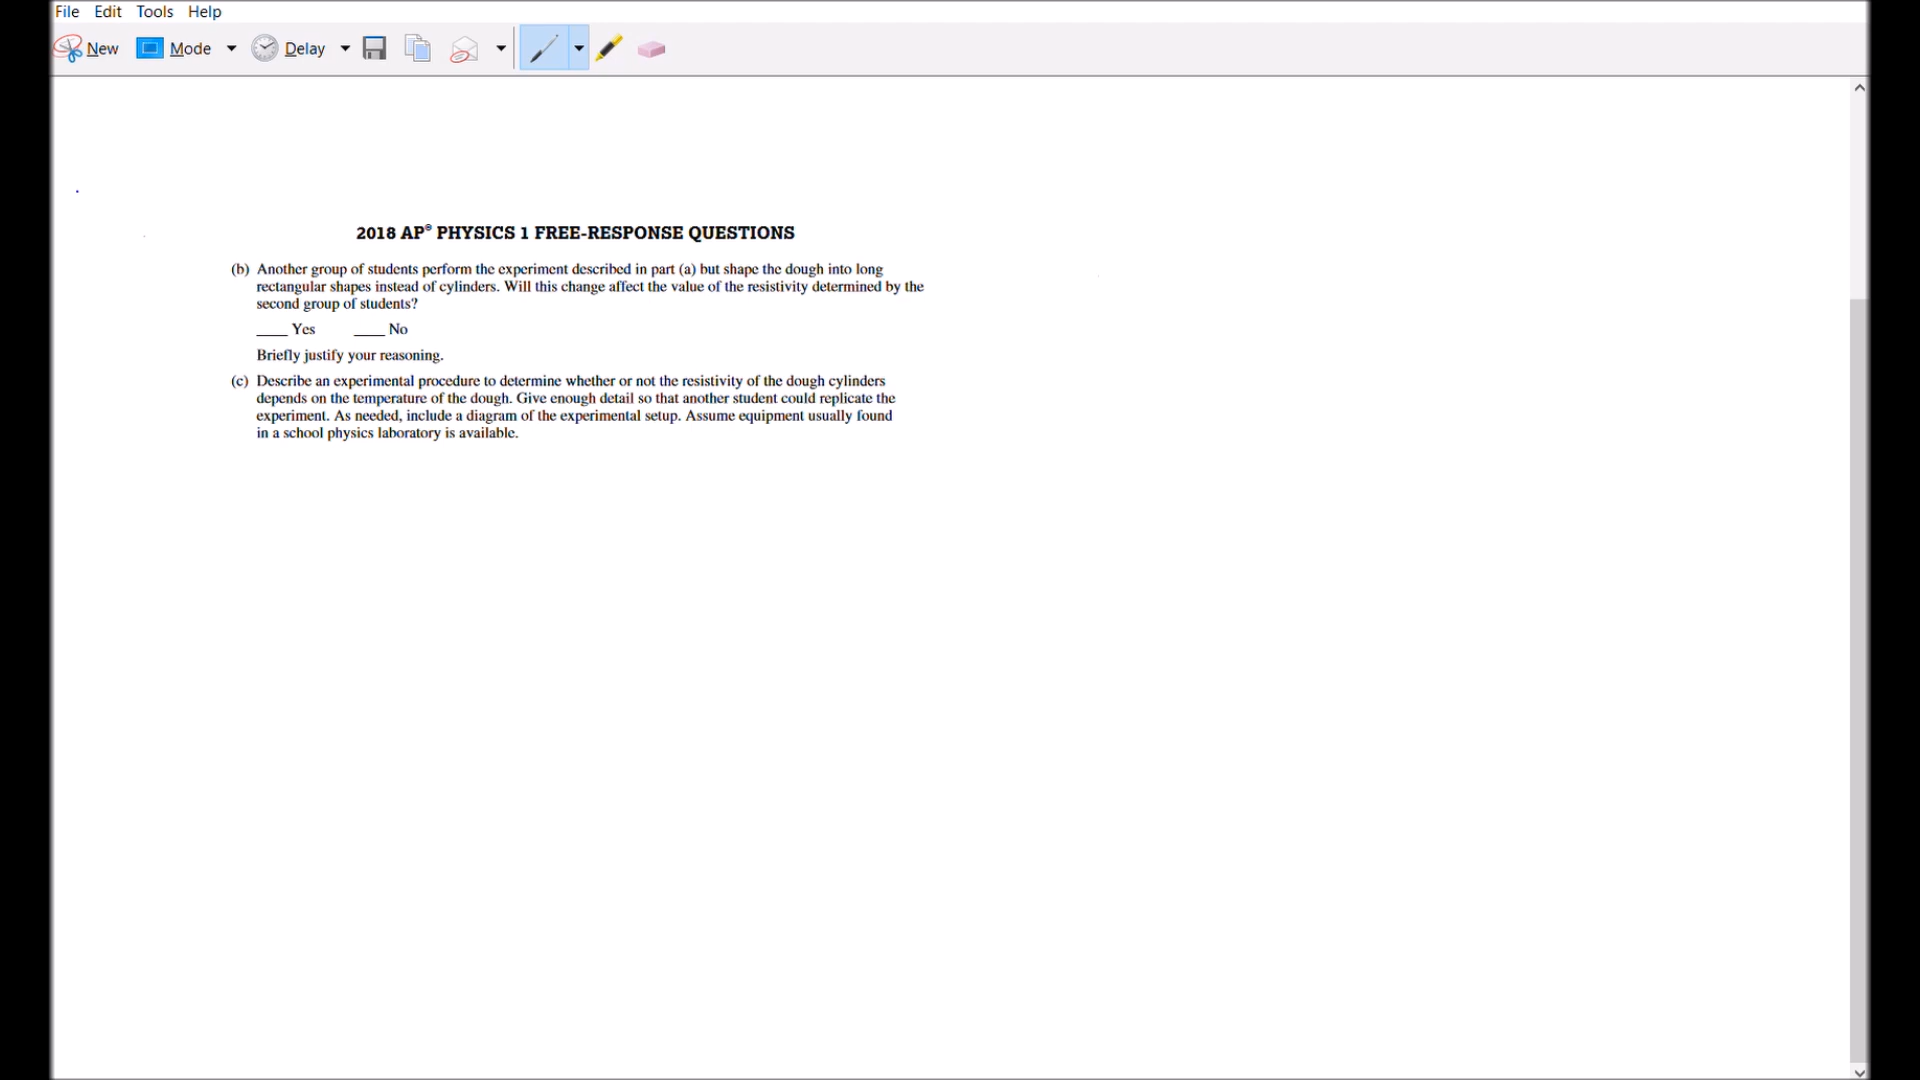 File Edit Tools Help
New Mode Delay
2018 AP® PHYSICS 1 FREE-RESPONSE QUESTIONS
(b) Another group of students perform the experiment described in part (a) but shape the dough into long
rectangular shapes instead of cylinders. Will this change affect the value of the resistivity determined by the
second group of students?
____ Yes ____ No
Briefly justify your reasoning.
(c) Describe an experimental procedure to determine whether or not the resistivity of the dough cylinders
depends on the temperature of the dough. Give enough detail so that another student could replicate the
experiment. As needed, include a diagram of the experimental setup. Assume equipment usually found
in a school physics laboratory is available.